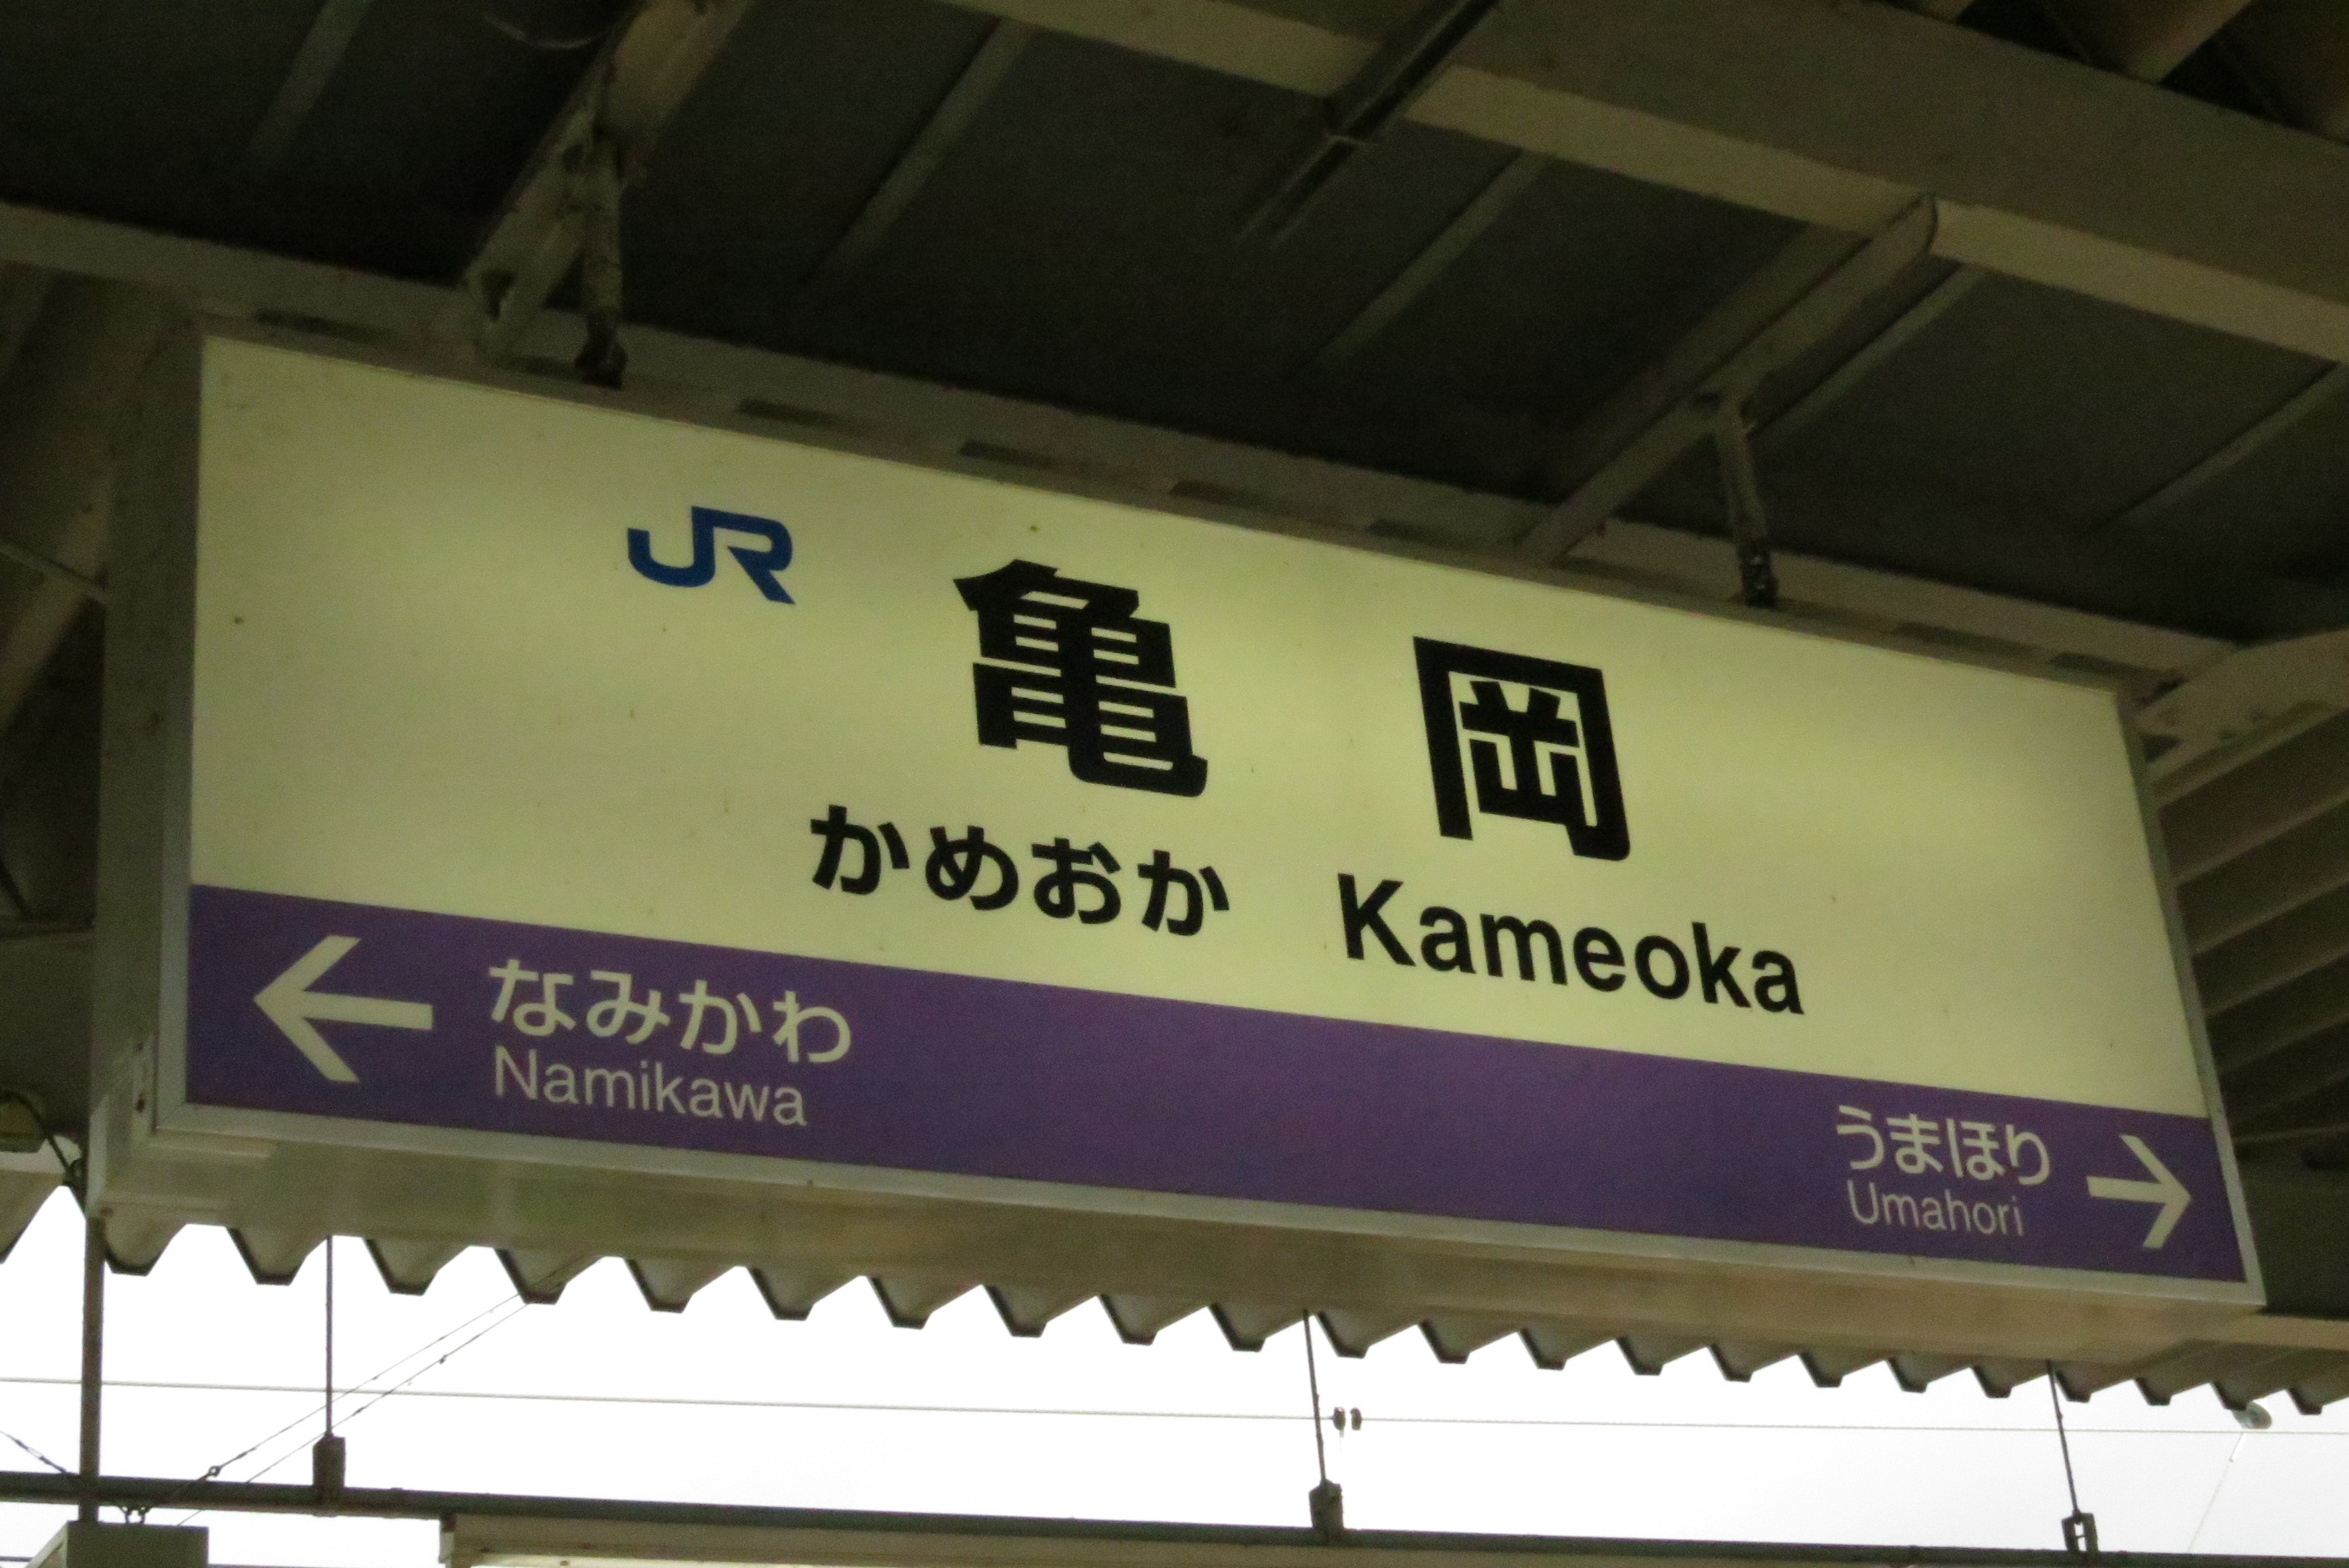 JR
亀岡
かめおか Kameoka
← なみかわ
Namikawa
うまほり →
Umahori